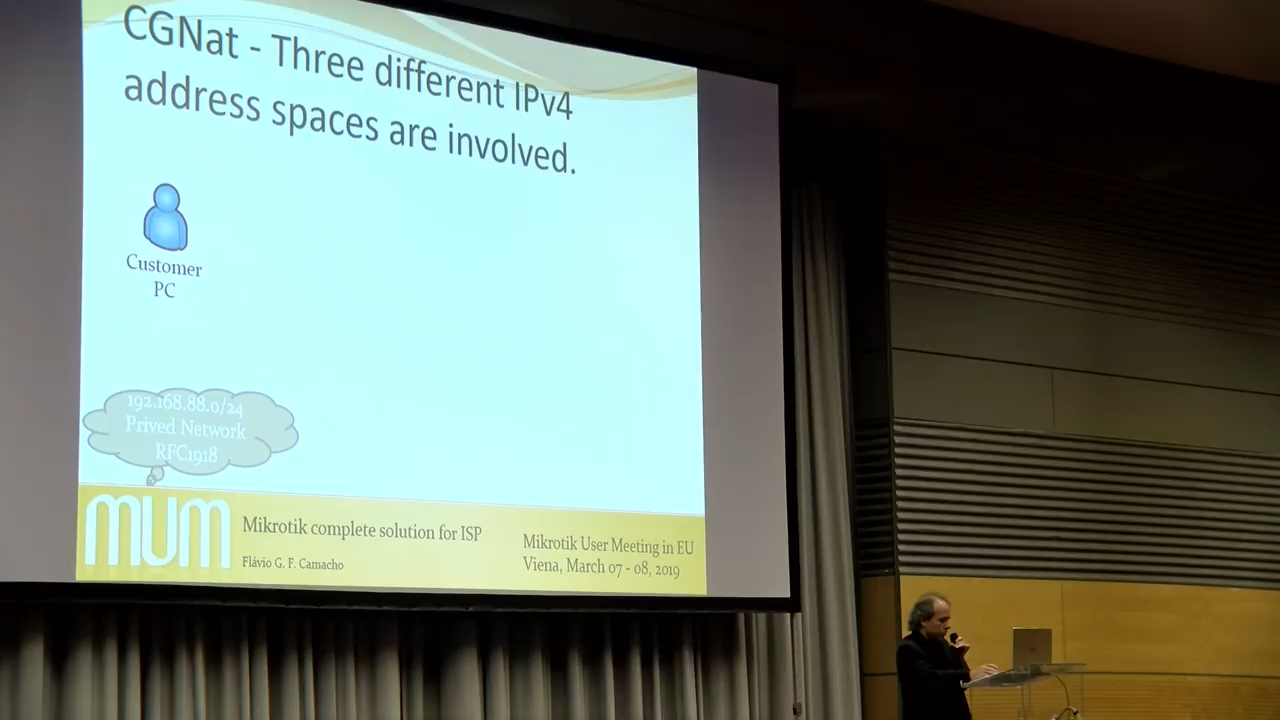 CGNat - Three different IPv4
address spaces are involved.
Customer
PC
192.168.88.0/24
Prived Network
RFC1918
MUM
Mikrotik complete solution for ISP
Flávio G. F. Camacho
Mikrotik User Meeting in EU
Viena, March 07 - 08, 2019